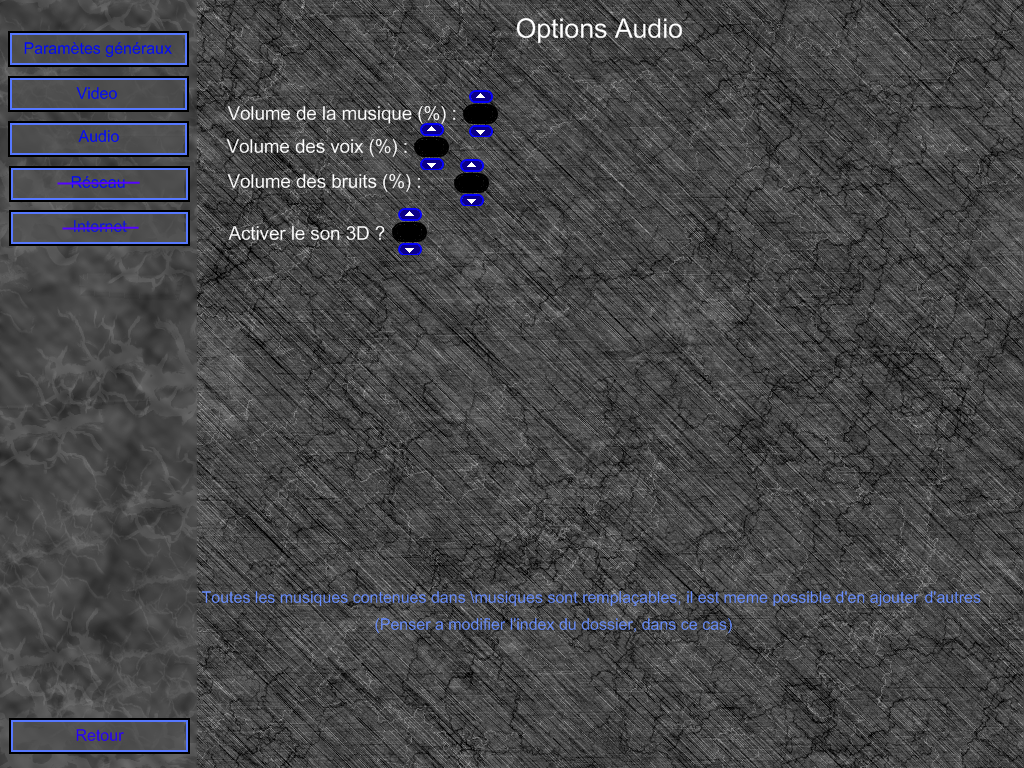 Options Audio
Paramètes généraux
Video
Audio
Réseau
Internet
Volume de la musique (%) :
Volume des voix (%) :
Volume des bruits (%) :
Activer le son 3D ?
Toutes les musiques contenues dans \musiques sont remplaçables, il est meme possible d'en ajouter d'autres
(Penser a modifier l'index du dossier, dans ce cas)
Retour